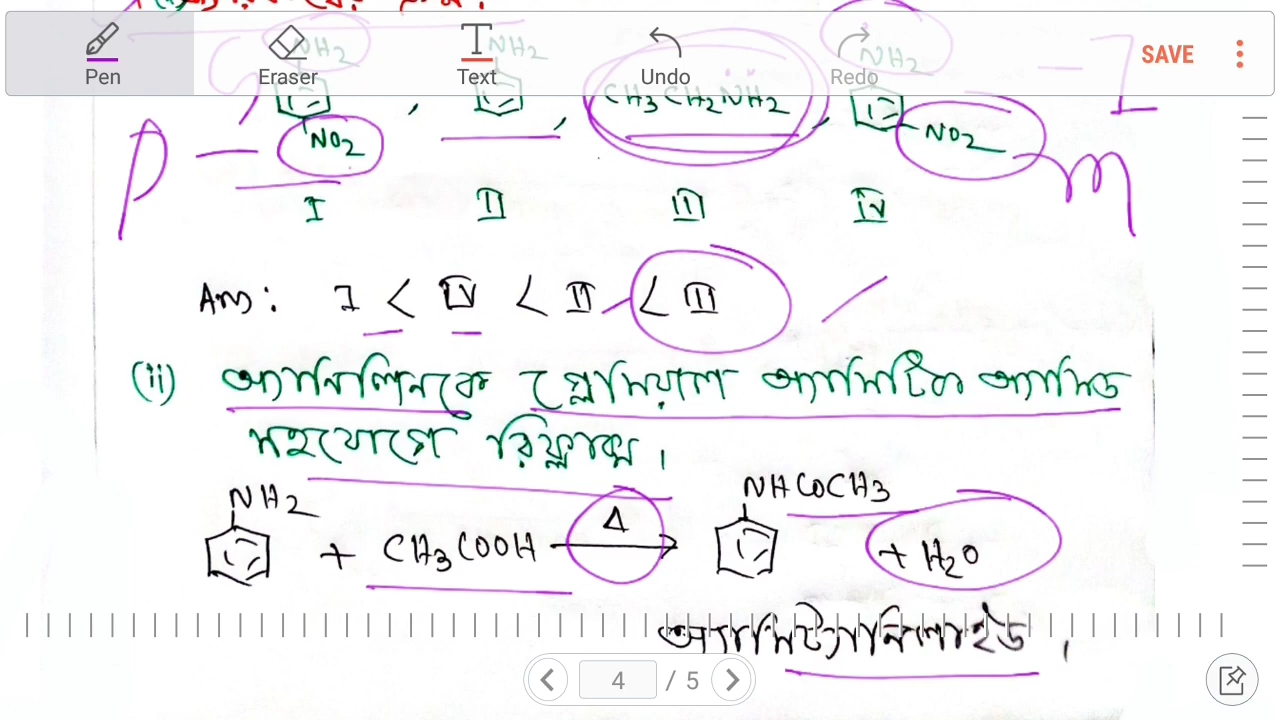 Pen Eraser Text Undo Redo SAVE
NH2 NH2 CH3CH2NH2 NH2
, , ,
NO2 NO2
P m
I II III IV
Ans: I < IV < II < III
(ii) অ্যানিলিনকে গ্লেসিয়াল অ্যাসিটিক অ্যাসিড
সহযোগে রিফ্লাক্স ।
NH2 NHCOCH3
+ CH3COOH Δ + H2O
অ্যাসিট্যানিলাইড ।
4 / 5